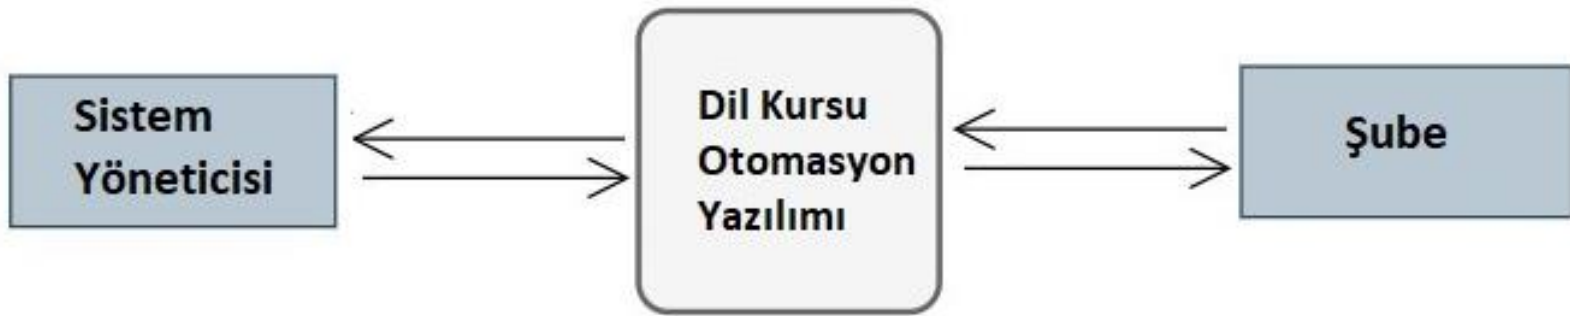 Sistem
Yöneticisi
Dil Kursu
Otomasyon
Yazılımı
Şube